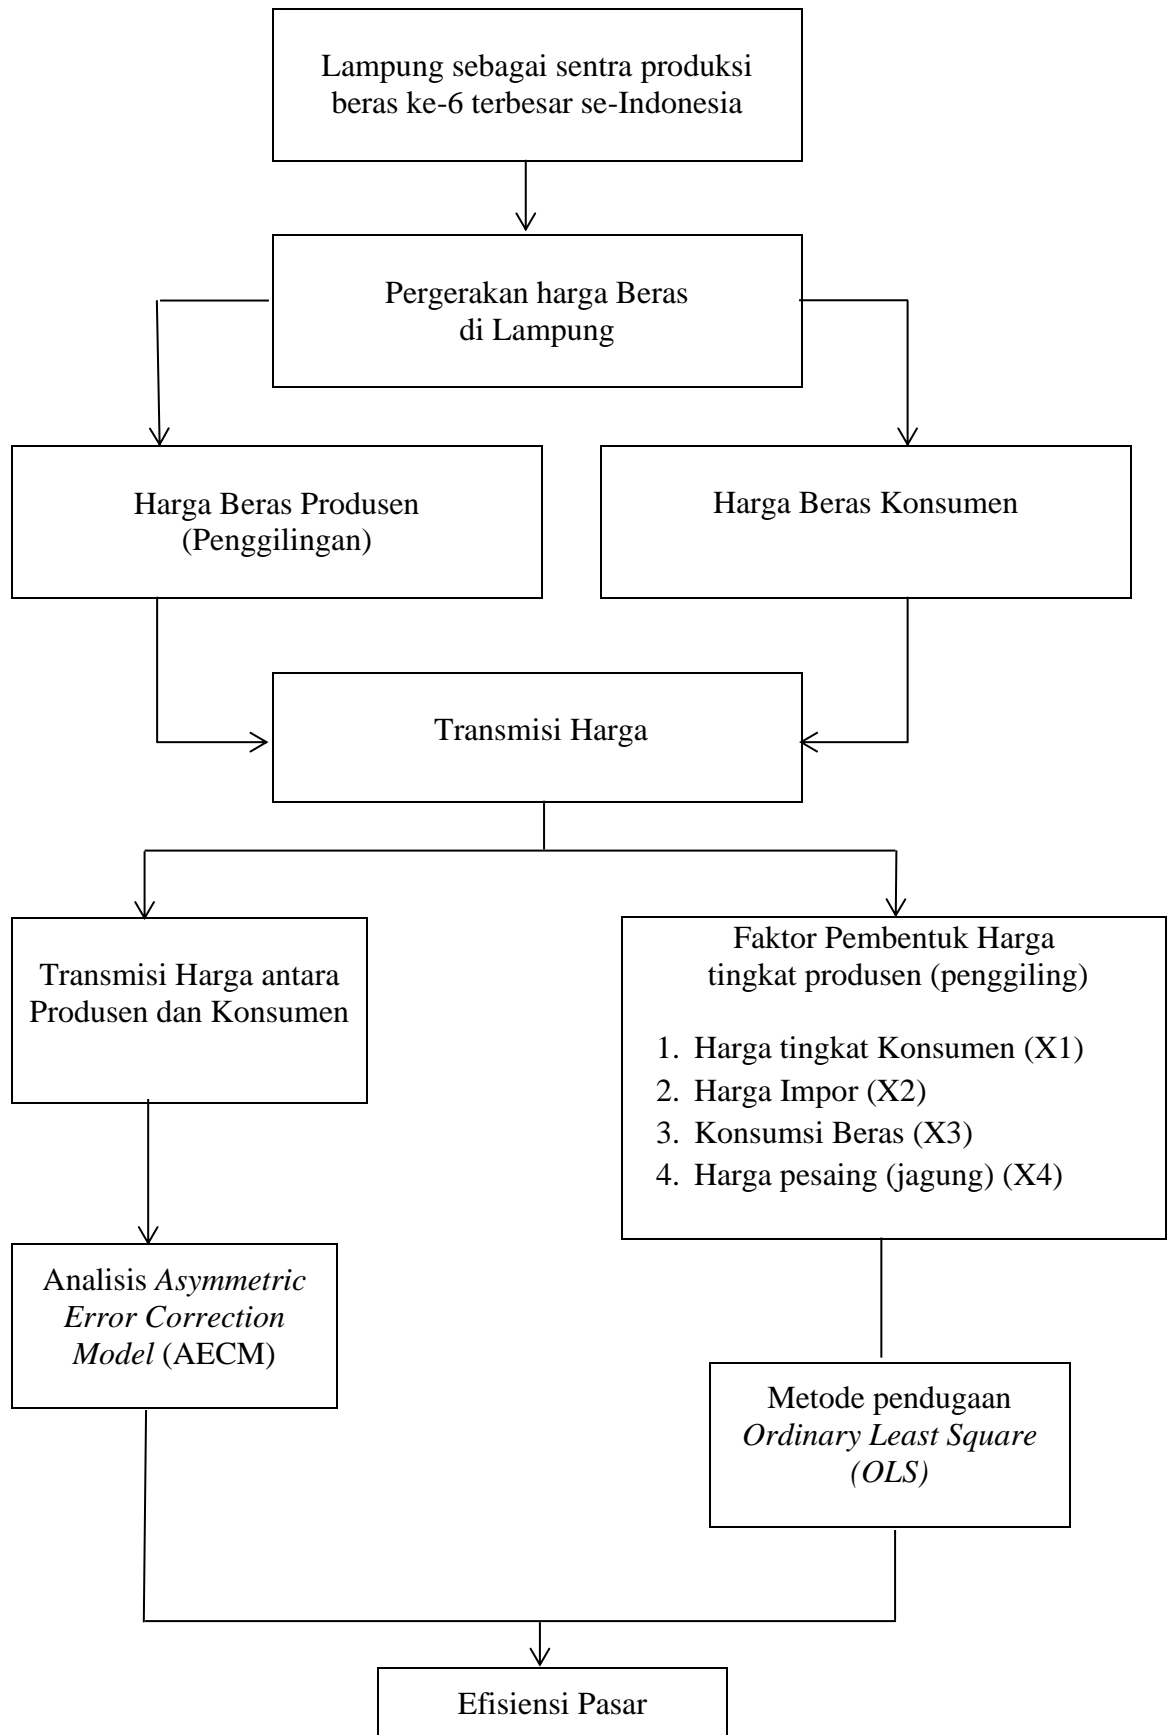 Lampung sebagai sentra produksi
beras ke-6 terbesar se-Indonesia
Pergerakan harga Beras
di Lampung
Harga Beras Produsen
(Penggilingan)
Harga Beras Konsumen
Transmisi Harga
Transmisi Harga antara
Produsen dan Konsumen
Faktor Pembentuk Harga
tingkat produsen (penggiling)
1. Harga tingkat Konsumen (X1)
2. Harga Impor (X2)
3. Konsumsi Beras (X3)
4. Harga pesaing (jagung) (X4)
Analisis Asymmetric
Error Correction
Model (AECM)
Metode pendugaan
Ordinary Least Square
(OLS)
Efisiensi Pasar